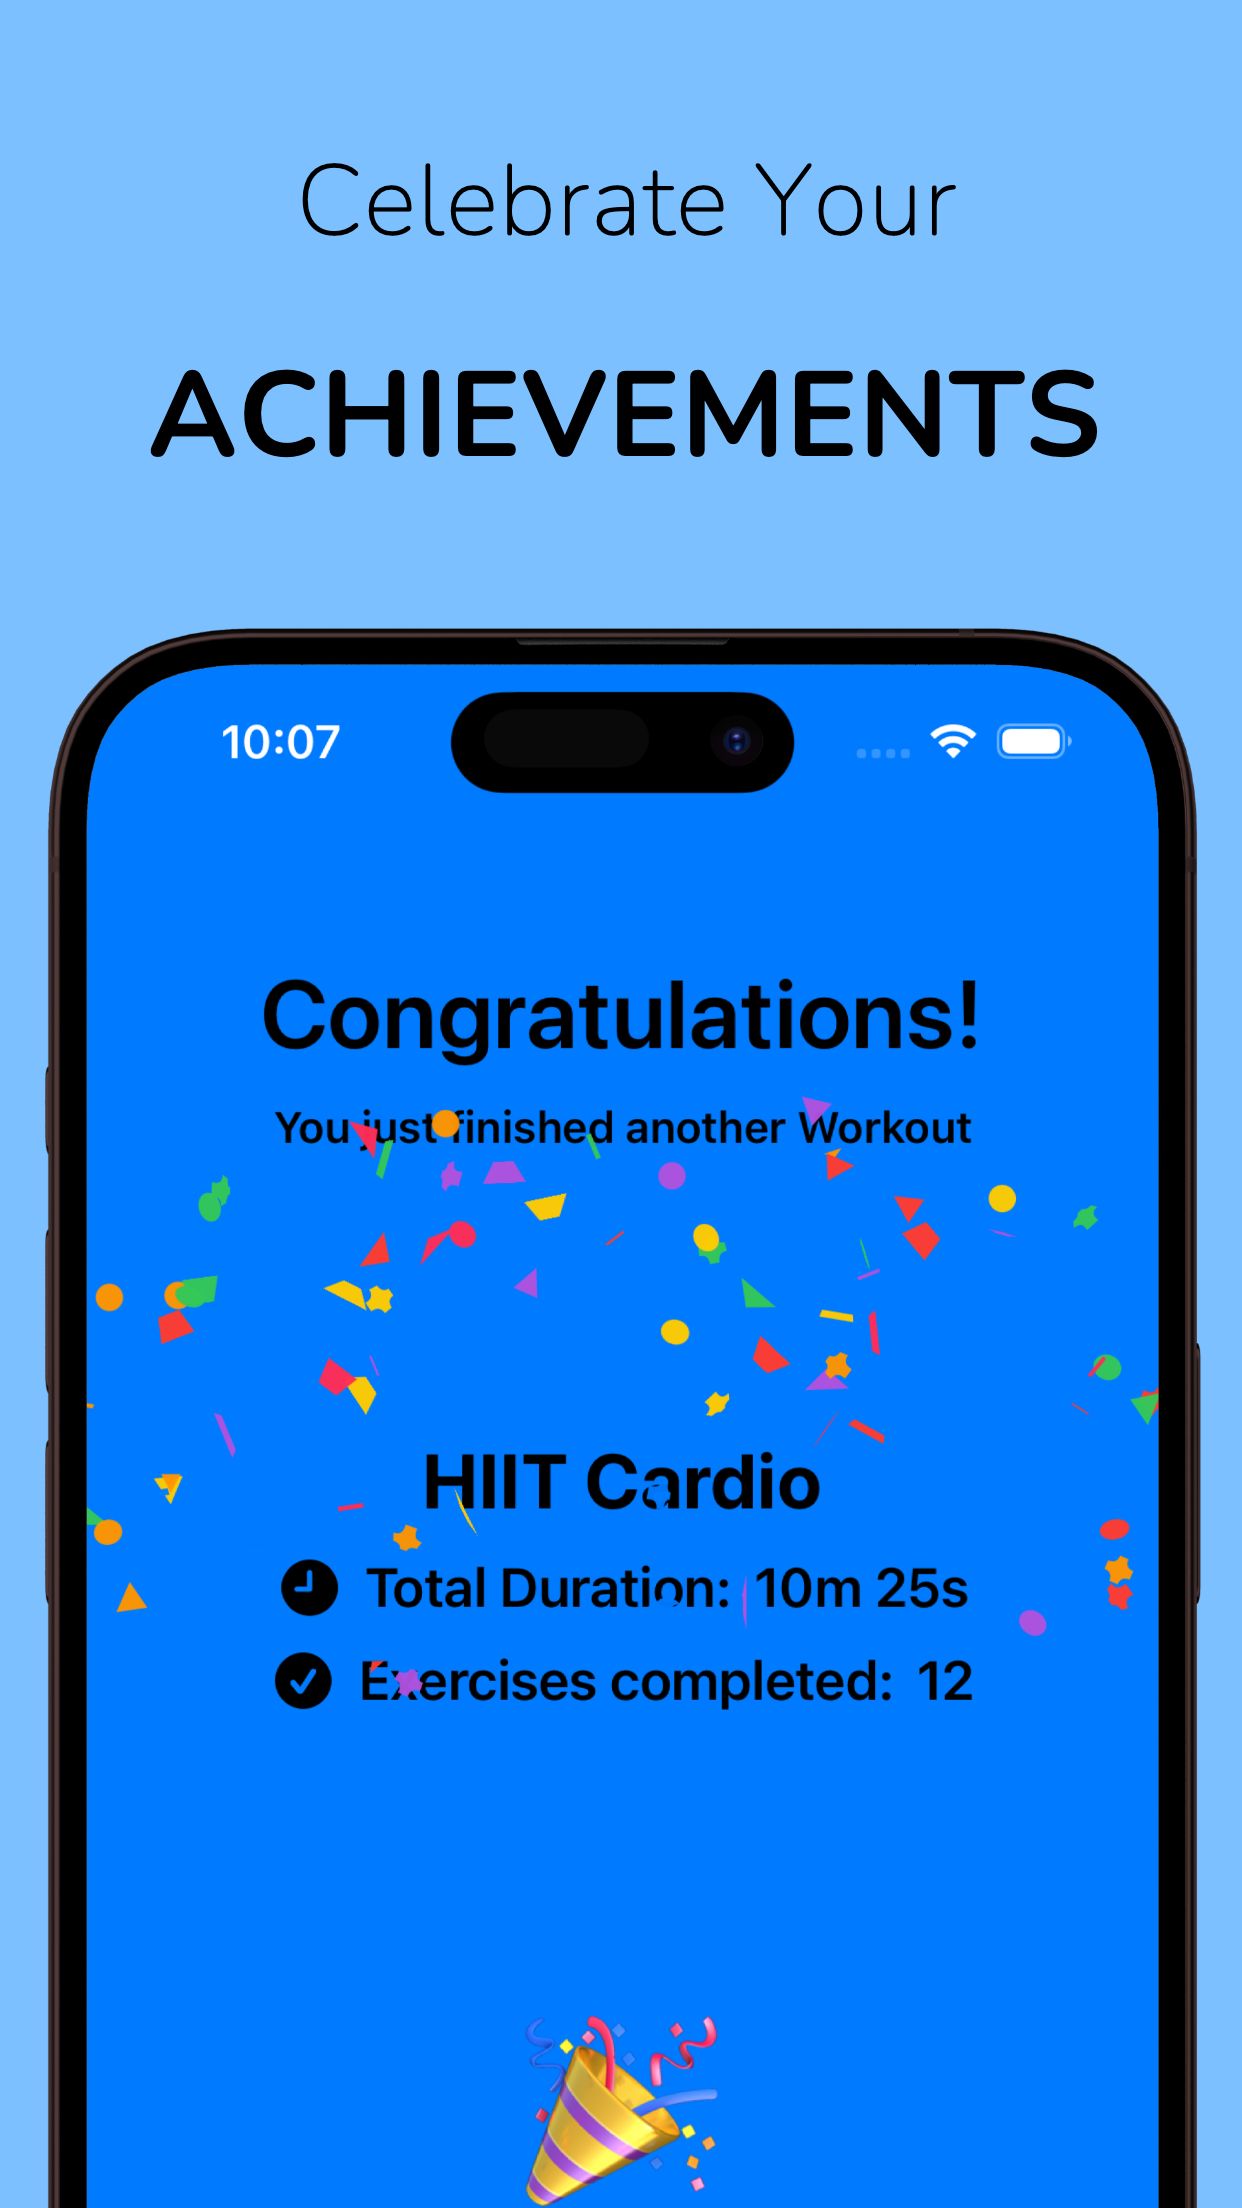 Celebrate Your
ACHIEVEMENTS
10:07
Congratulations!
You just finished another Workout
HIIT Cardio
Total Duration: 10m 25s
Exercises completed: 12